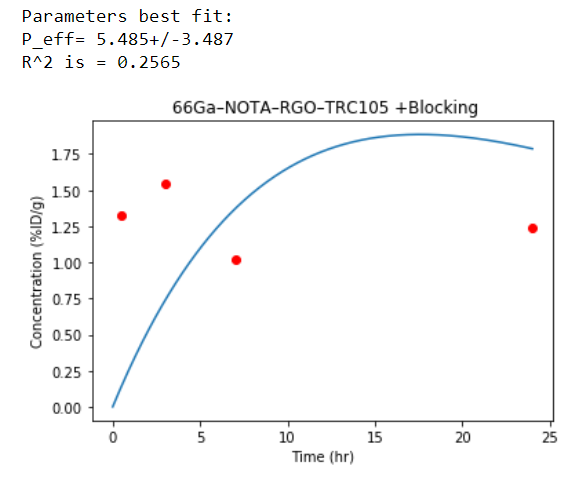 Parameters best fit:
P_eff= 5.485+/-3.487
R^2 is = 0.2565
66Ga–NOTA–RGO–TRC105 +Blocking
Concentration (%ID/g)
1.75
1.50
1.25
1.00
0.75
0.50
0.25
0.00
0 5 10 15 20 25
Time (hr)